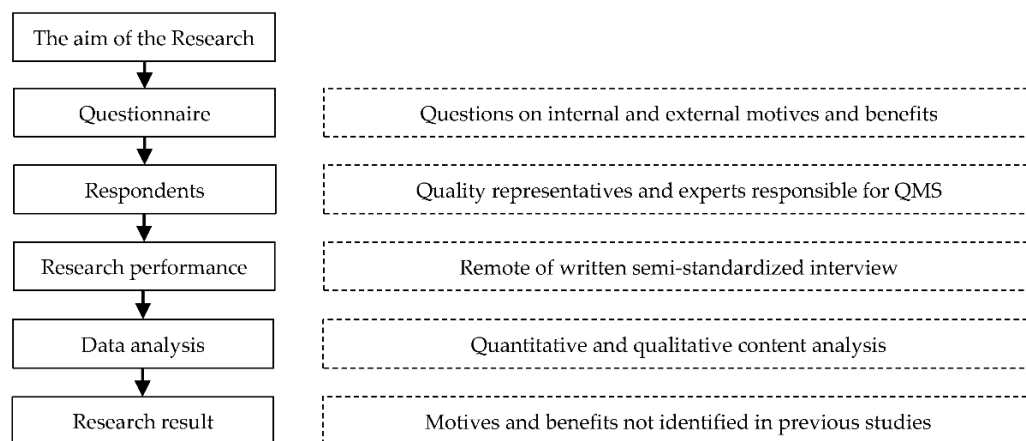 The aim of the Research
Questionnaire
Questions on internal and external motives and benefits
Respondents
Quality representatives and experts responsible for QMS
Research performance
Remote of written semi-standardized interview
Data analysis
Quantitative and qualitative content analysis
Research result
Motives and benefits not identified in previous studies